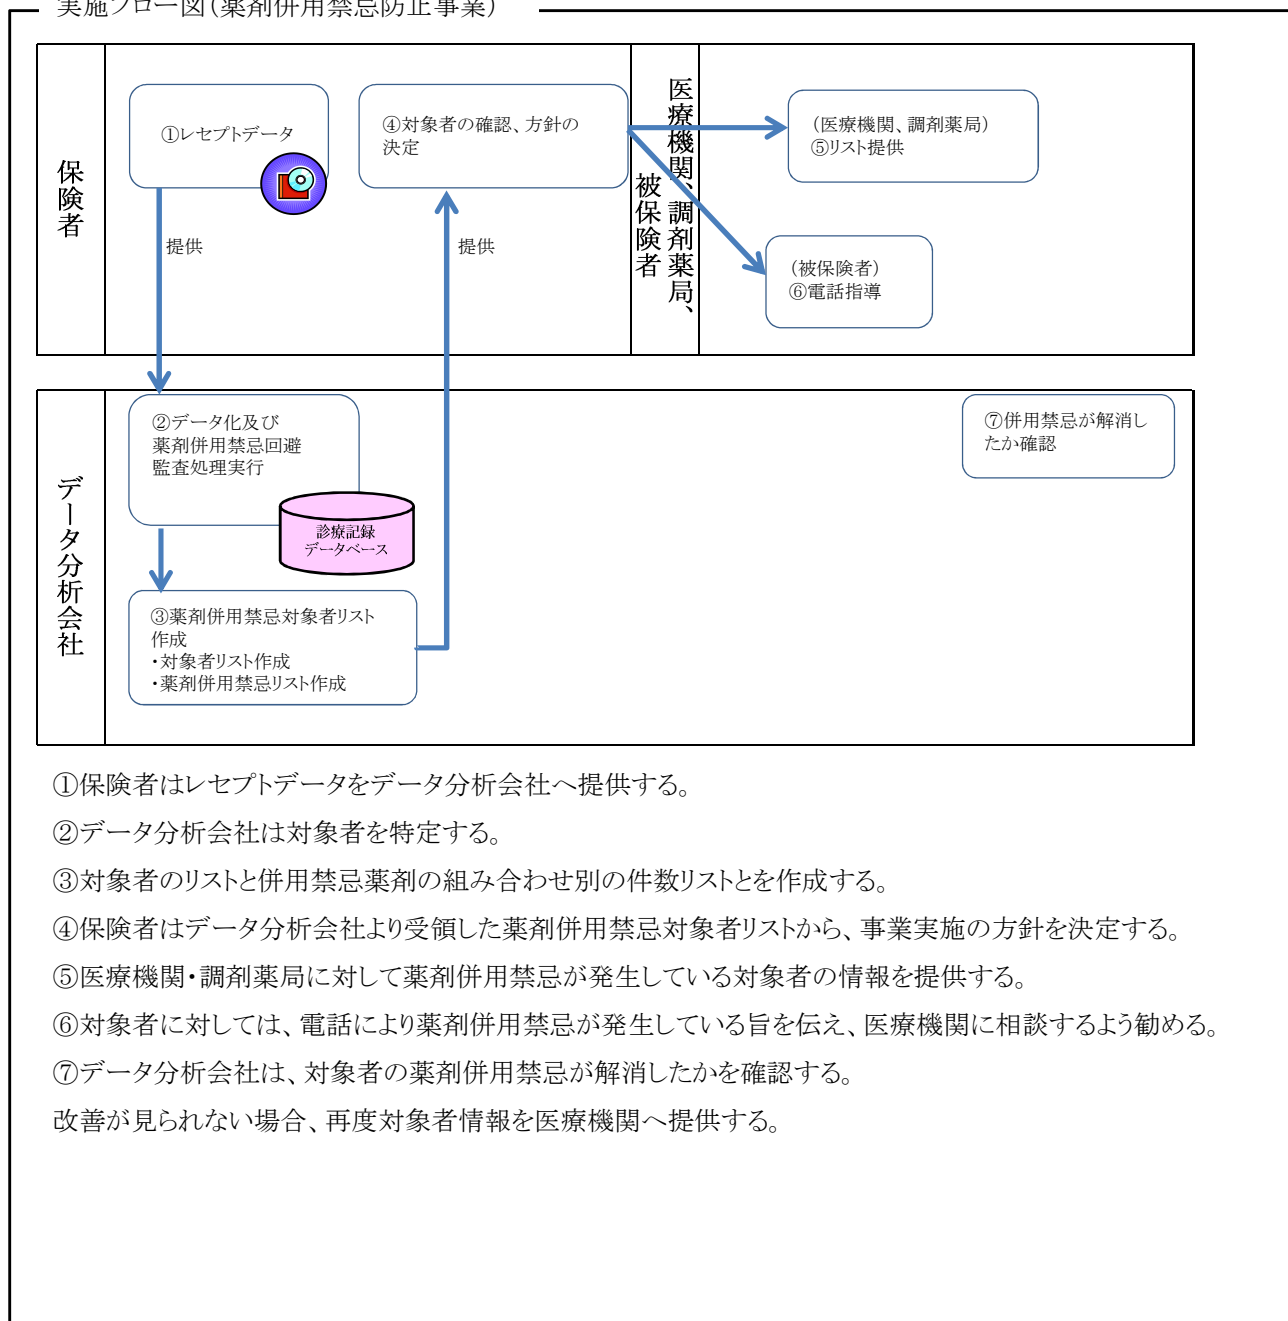 実施フロー図(薬剤併用禁忌防止事業)
保険者
①レセプトデータ
提供
④対象者の確認、方針の
決定
提供
医療機関、調剤薬局、
被保険者
(医療機関、調剤薬局)
⑤リスト提供
(被保険者)
⑥電話指導
データ分析会社
②データ化及び
薬剤併用禁忌回避
監査処理実行
診療記録
データベース
③薬剤併用禁忌対象者リスト
作成
・対象者リスト作成
・薬剤併用禁忌リスト作成
⑦併用禁忌が解消し
たか確認
①保険者はレセプトデータをデータ分析会社へ提供する。
②データ分析会社は対象者を特定する。
③対象者のリストと併用禁忌薬剤の組み合わせ別の件数リストとを作成する。
④保険者はデータ分析会社より受領した薬剤併用禁忌対象者リストから、事業実施の方針を決定する。
⑤医療機関・調剤薬局に対して薬剤併用禁忌が発生している対象者の情報を提供する。
⑥対象者に対しては、電話により薬剤併用禁忌が発生している旨を伝え、医療機関に相談するよう勧める。
⑦データ分析会社は、対象者の薬剤併用禁忌が解消したかを確認する。
改善が見られない場合、再度対象者情報を医療機関へ提供する。